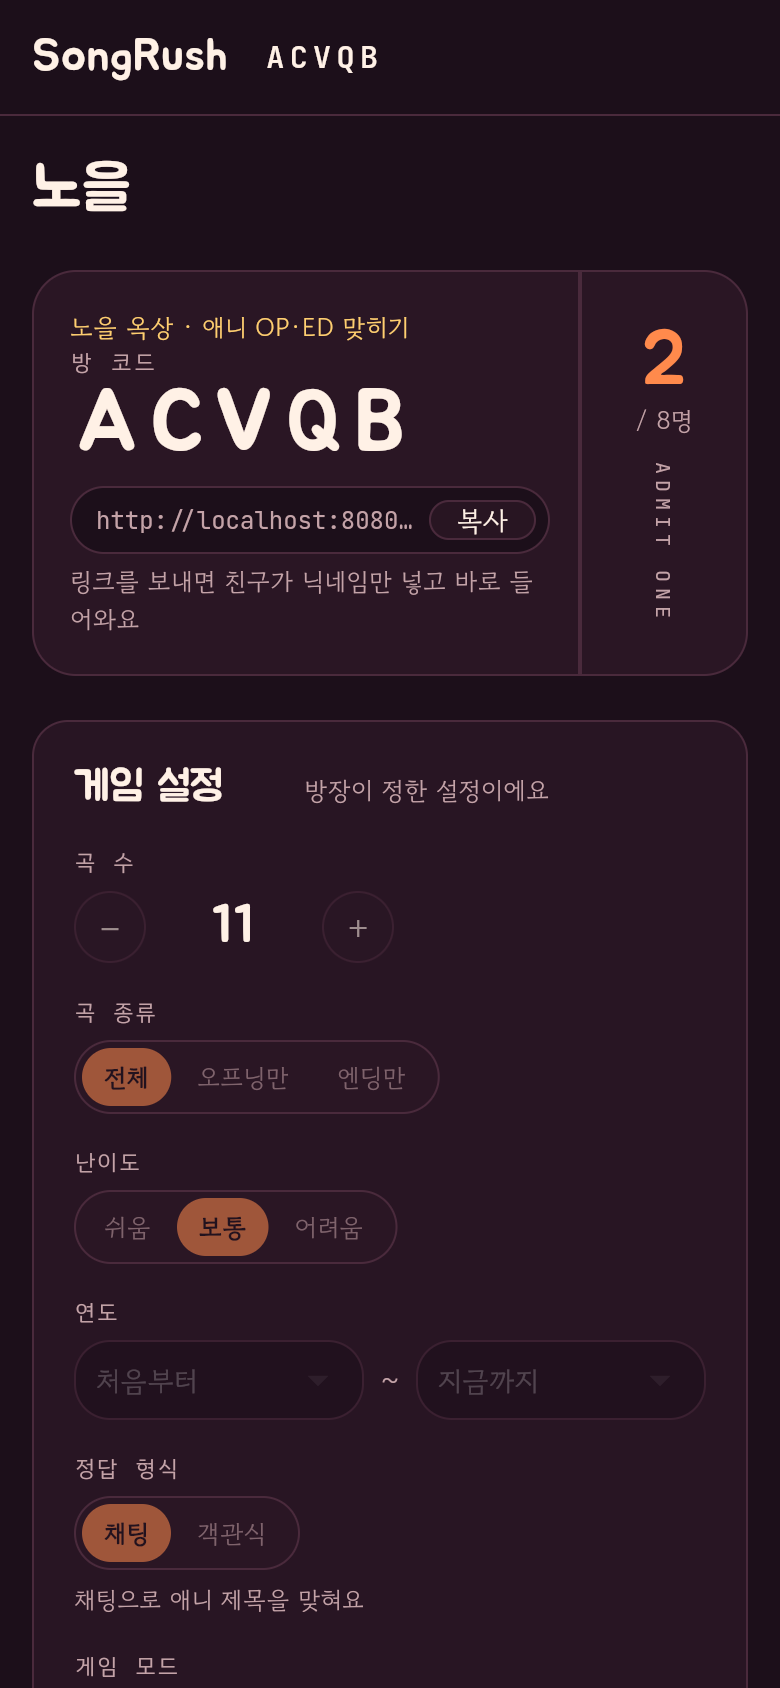 SongRush ACVQB
노을
노을 옥상 · 애니 OP·ED 맞히기
방 코드
ACVQB
http://localhost:8080…
복사
링크를 보내면 친구가 닉네임만 넣고 바로 들
어와요
2
/ 8명
ADMIT ONE
게임 설정
방장이 정한 설정이에요
곡 수
− 11 +
곡 종류
전체 오프닝만 엔딩만
난이도
쉬움 보통 어려움
연도
처음부터 ~ 지금까지
정답 형식
채팅 객관식
채팅으로 애니 제목을 맞혀요
게임 모드